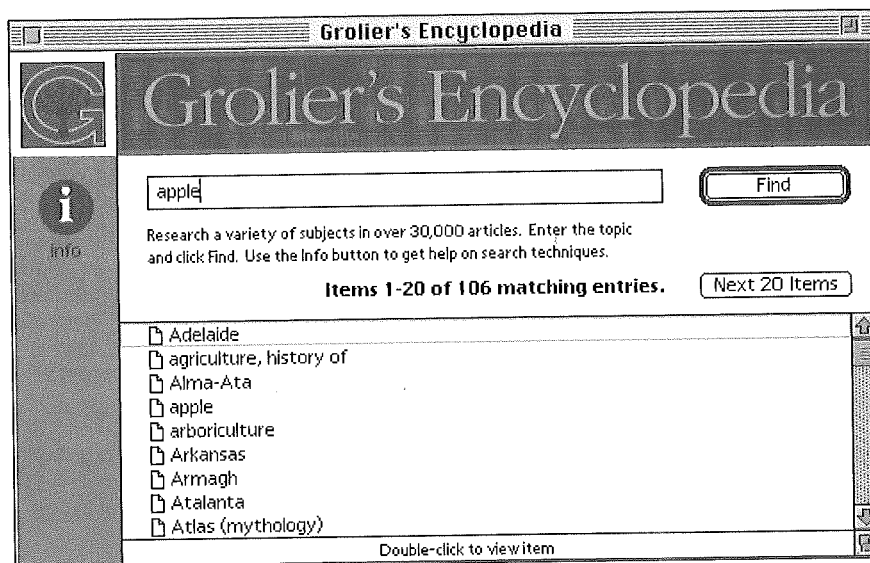 Grolier's Encyclopedia
G Grolier's Encyclopedia
apple
Find
i
Info
Research a variety of subjects in over 30,000 articles. Enter the topic
and click Find. Use the Info button to get help on search techniques.
Items 1-20 of 106 matching entries.
Next 20 Items
Adelaide
agriculture, history of
Alma-Ata
apple
arboriculture
Arkansas
Armagh
Atalanta
Atlas (mythology)
Double-click to view item